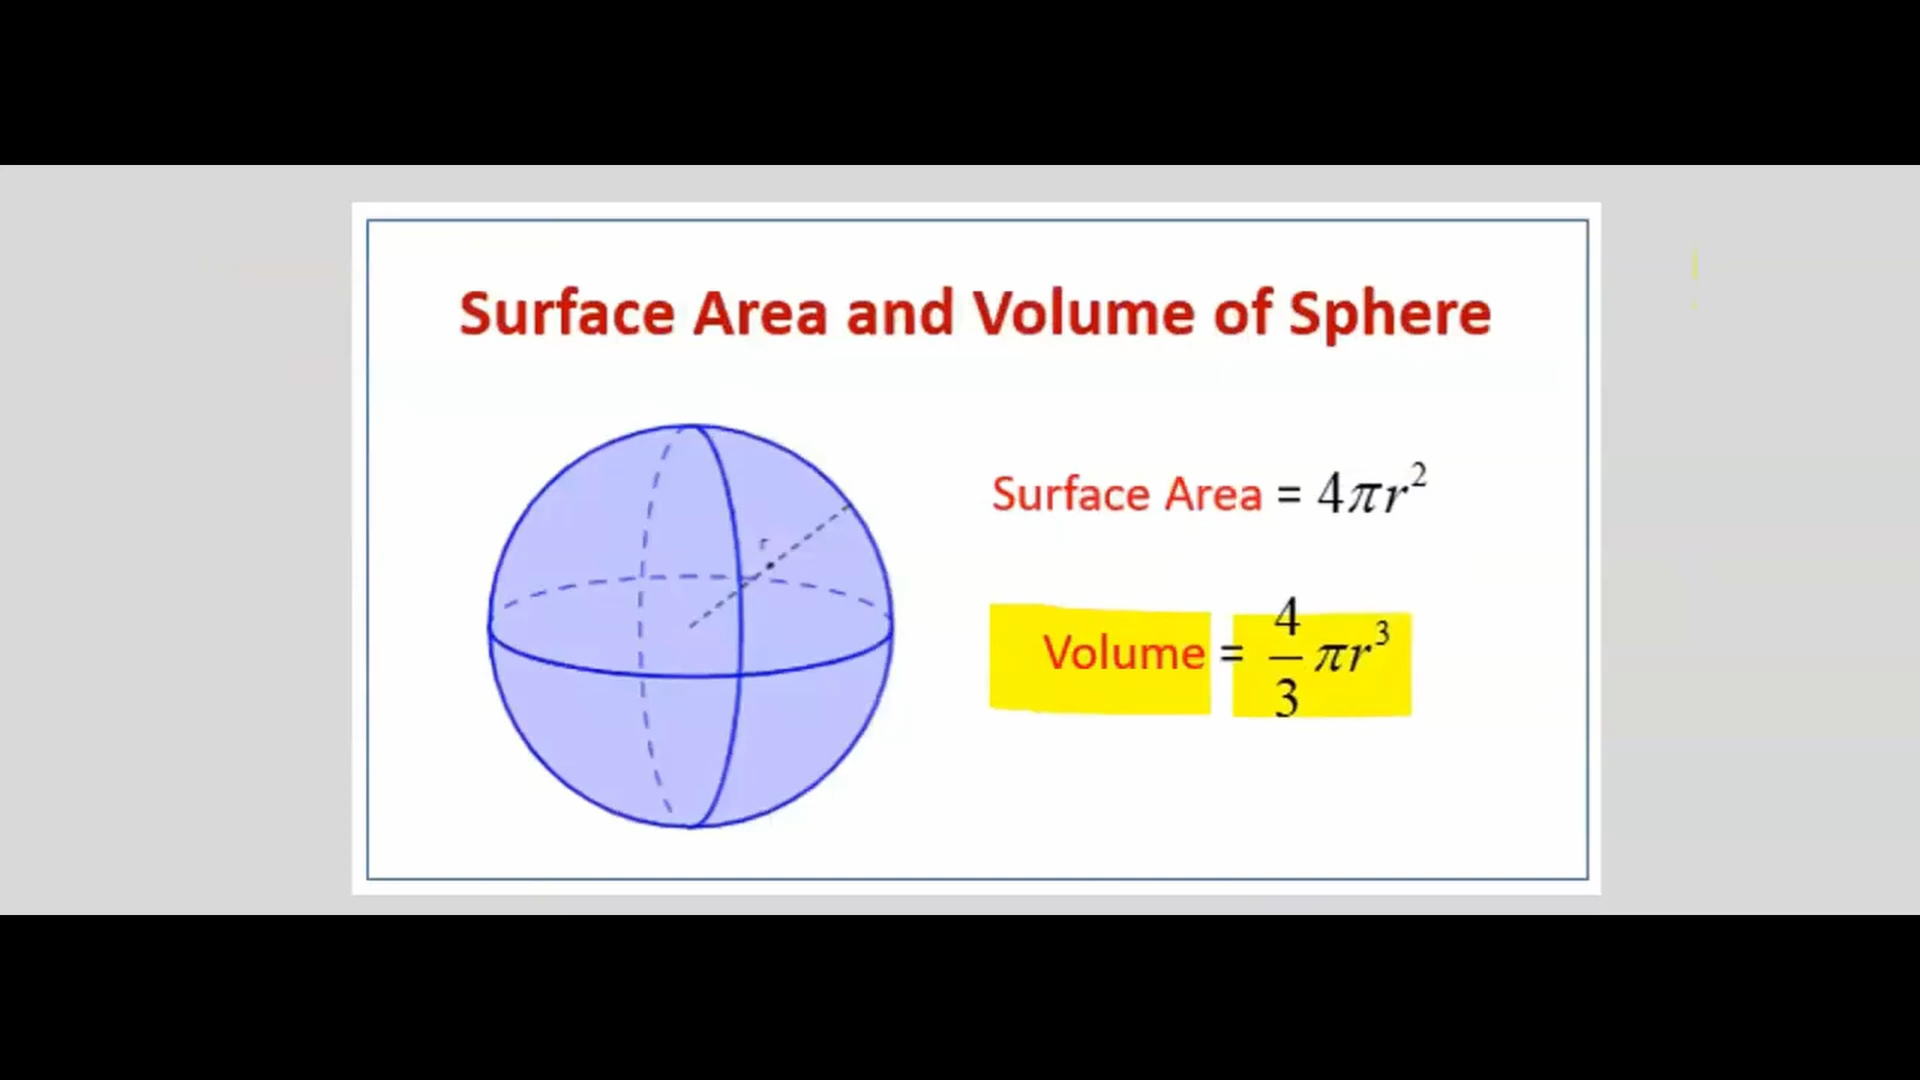 Surface Area and Volume of Sphere
r
Surface Area = 4πr²
Volume = 4/3 πr³